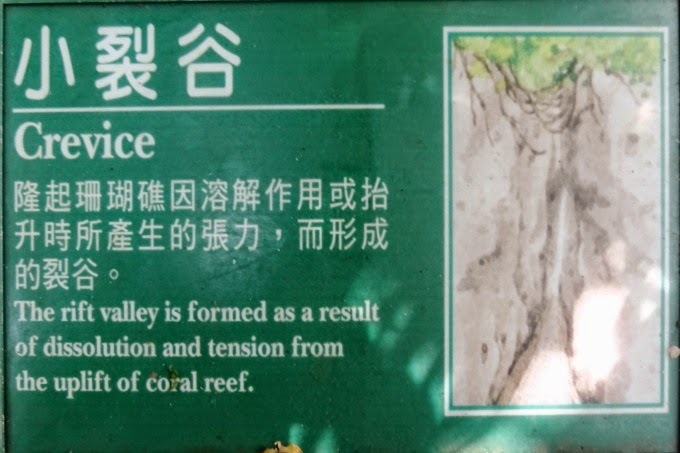 小裂谷
Crevice
隆起珊瑚礁因溶解作用或抬
升時所產生的張力，而形成
的裂谷。
The rift valley is formed as a result
of dissolution and tension from
the uplift of coral reef.